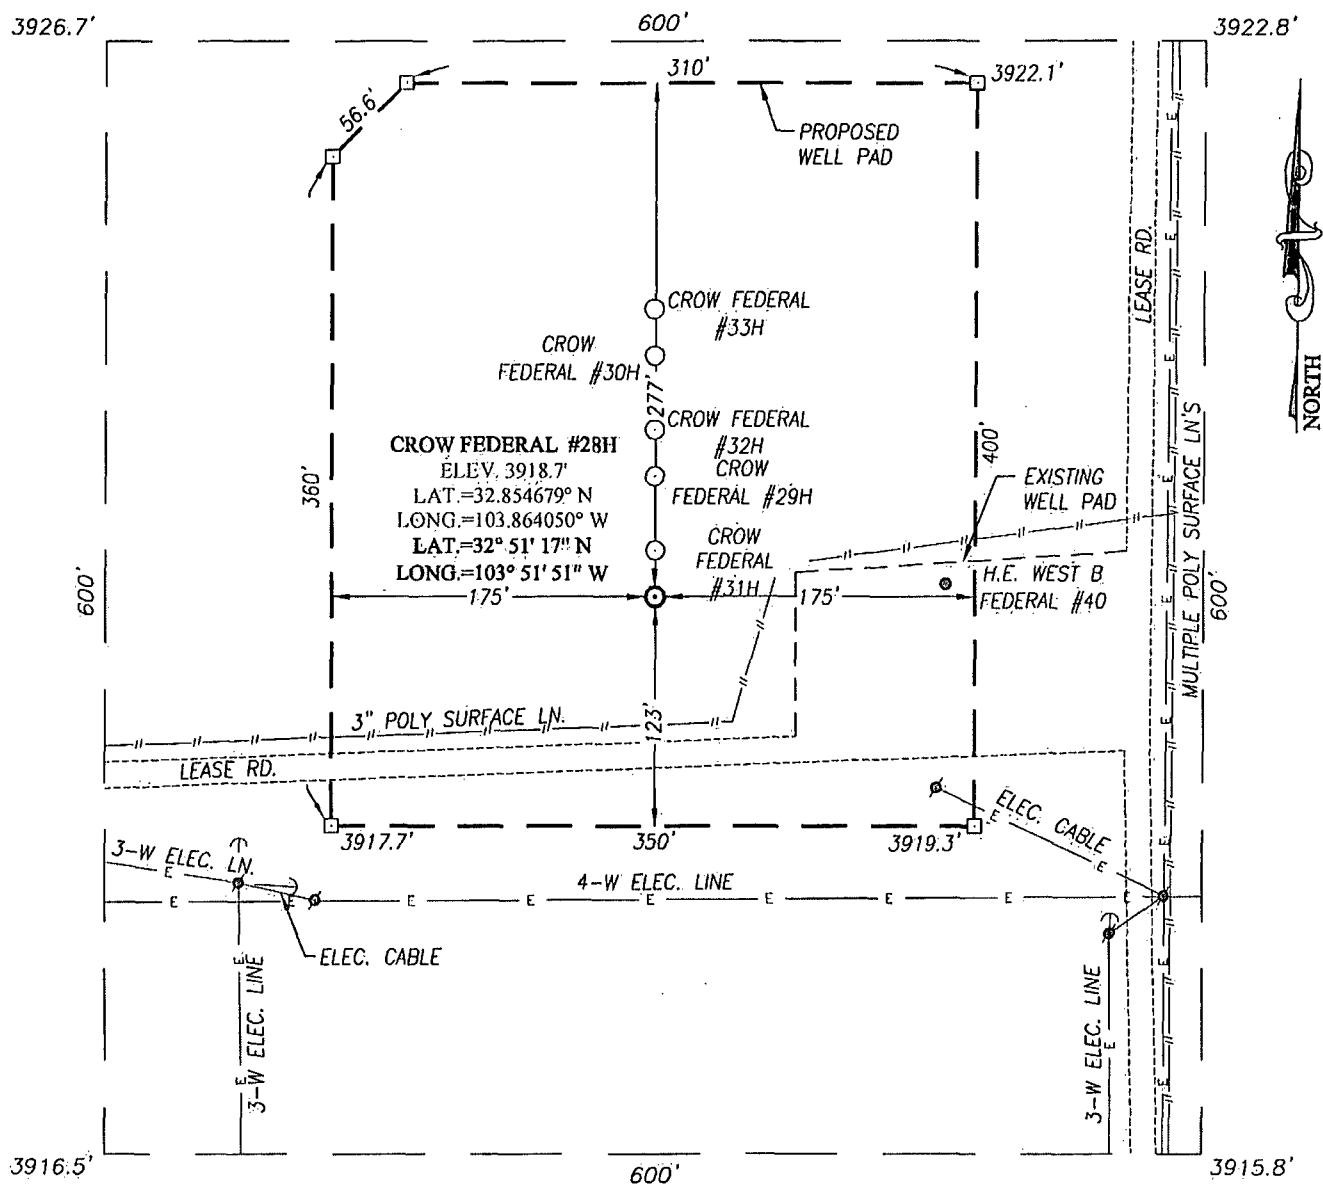 3926.7'
600'
3922.8'
310'
3922.1'
56.6'
PROPOSED
WELL PAD
LEASE RD.
NORTH
CROW FEDERAL
#33H
CROW
FEDERAL #30H
277'
CROW FEDERAL
#32H
CROW FEDERAL #28H
ELEV. 3918.7'
LAT.=32.854679° N
LONG.=103.864050° W
LAT.=32° 51' 17" N
LONG.=103° 51' 51" W
CROW
FEDERAL #29H
400'
EXISTING
WELL PAD
360'
CROW
FEDERAL
#31H
MULTIPLE POLY SURFACE LN'S
600'
175'
175'
H.E. WEST B
FEDERAL #40
600'
3" POLY SURFACE LN.
123'
LEASE RD.
3917.7'
350'
3919.3'
ELEC. CABLE
3-W ELEC. LN.
4-W ELEC. LINE
ELEC. CABLE
3-W ELEC. LINE
3-W ELEC. LINE
E E E E E E E E E
3916.5'
600'
3915.8'